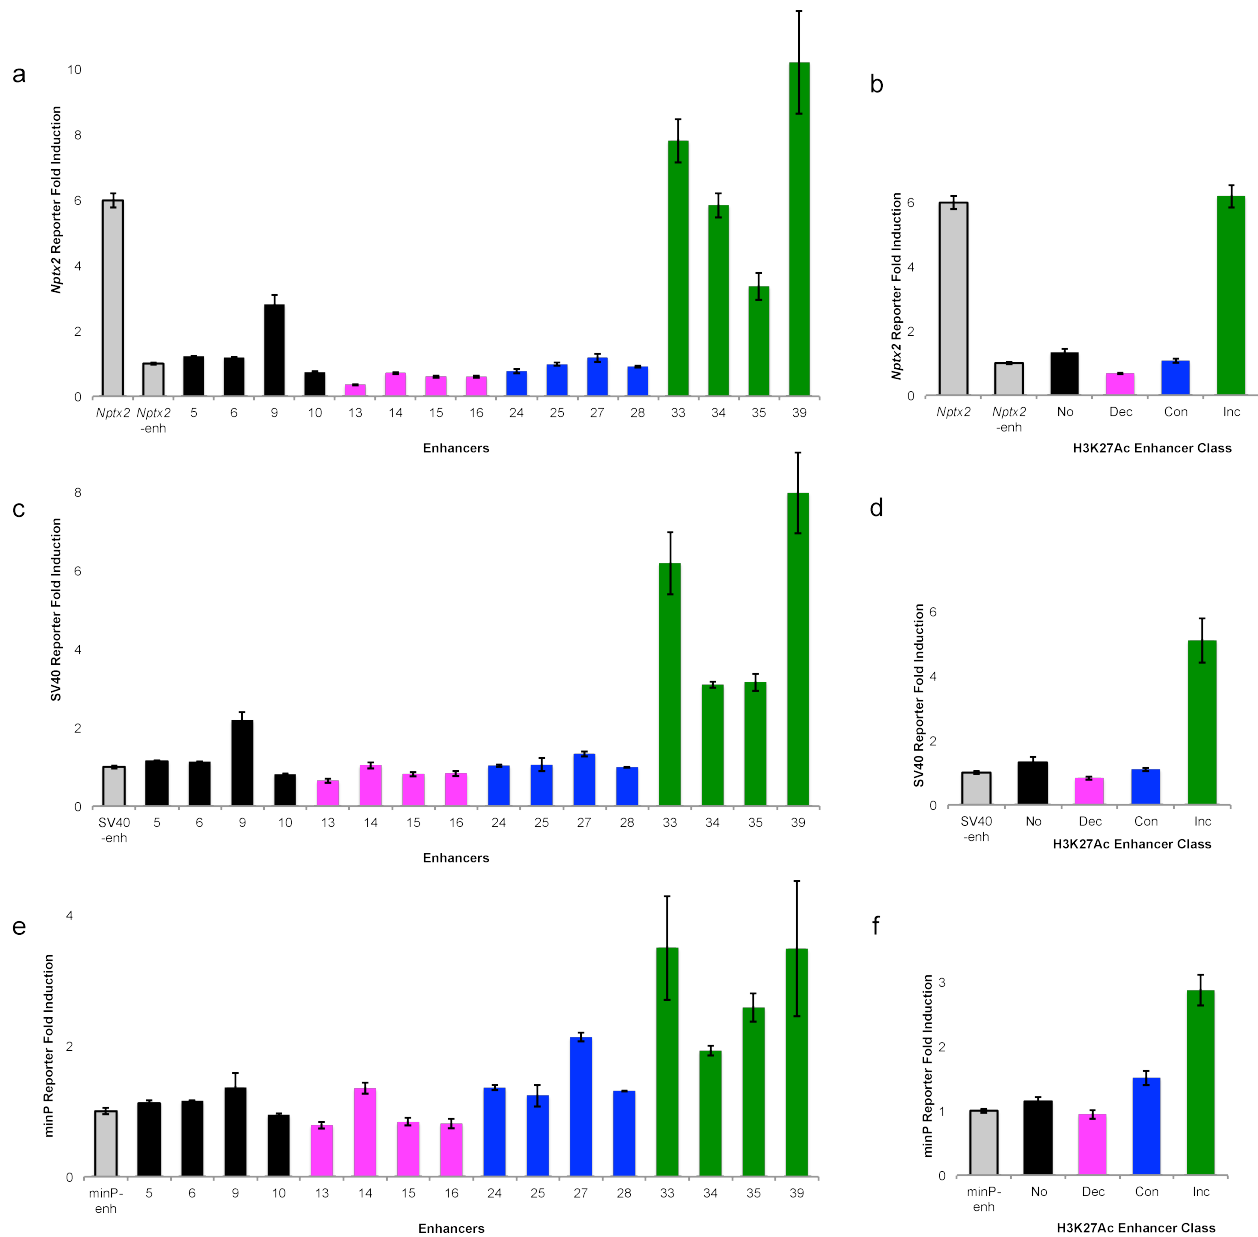 a
Nptx2 Reporter Fold Induction
10
8
6
4
2
0
Nptx2 Nptx2 -enh 5 6 9 10 13 14 15 16 24 25 27 28 33 34 35 39
Enhancers
b
Nptx2 Reporter Fold Induction
6
4
2
0
Nptx2 Nptx2 -enh No Dec Con Inc
H3K27Ac Enhancer Class
c
SV40 Reporter Fold Induction
8
6
4
2
0
SV40 -enh 5 6 9 10 13 14 15 16 24 25 27 28 33 34 35 39
Enhancers
d
SV40 Reporter Fold Induction
6
4
2
0
SV40 -enh No Dec Con Inc
H3K27Ac Enhancer Class
e
minP Reporter Fold Induction
4
2
0
minP- enh 5 6 9 10 13 14 15 16 24 25 27 28 33 34 35 39
Enhancers
f
minP Reporter Fold Induction
3
2
1
0
minP- enh No Dec Con Inc
H3K27Ac Enhancer Class